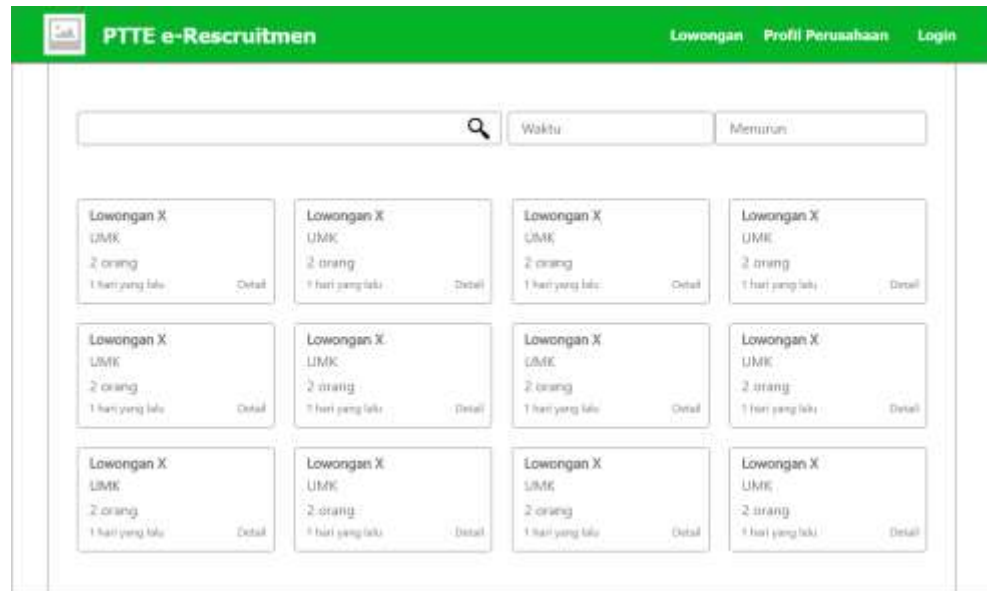 PTTE e-Rescruitmen Lowongan Profil Perusahaan Login
Waktu Menurun
Lowongan X Lowongan X Lowongan X Lowongan X
UMK UMK UMK UMK
2 orang 2 orang 2 orang 2 orang
1 hari yang lalu Detail 1 hari yang lalu Detail 1 hari yang lalu Detail 1 hari yang lalu Detail
Lowongan X Lowongan X Lowongan X Lowongan X
UMK UMK UMK UMK
2 orang 2 orang 2 orang 2 orang
1 hari yang lalu Detail 1 hari yang lalu Detail 1 hari yang lalu Detail 1 hari yang lalu Detail
Lowongan X Lowongan X Lowongan X Lowongan X
UMK UMK UMK UMK
2 orang 2 orang 2 orang 2 orang
1 hari yang lalu Detail 1 hari yang lalu Detail 1 hari yang lalu Detail 1 hari yang lalu Detail